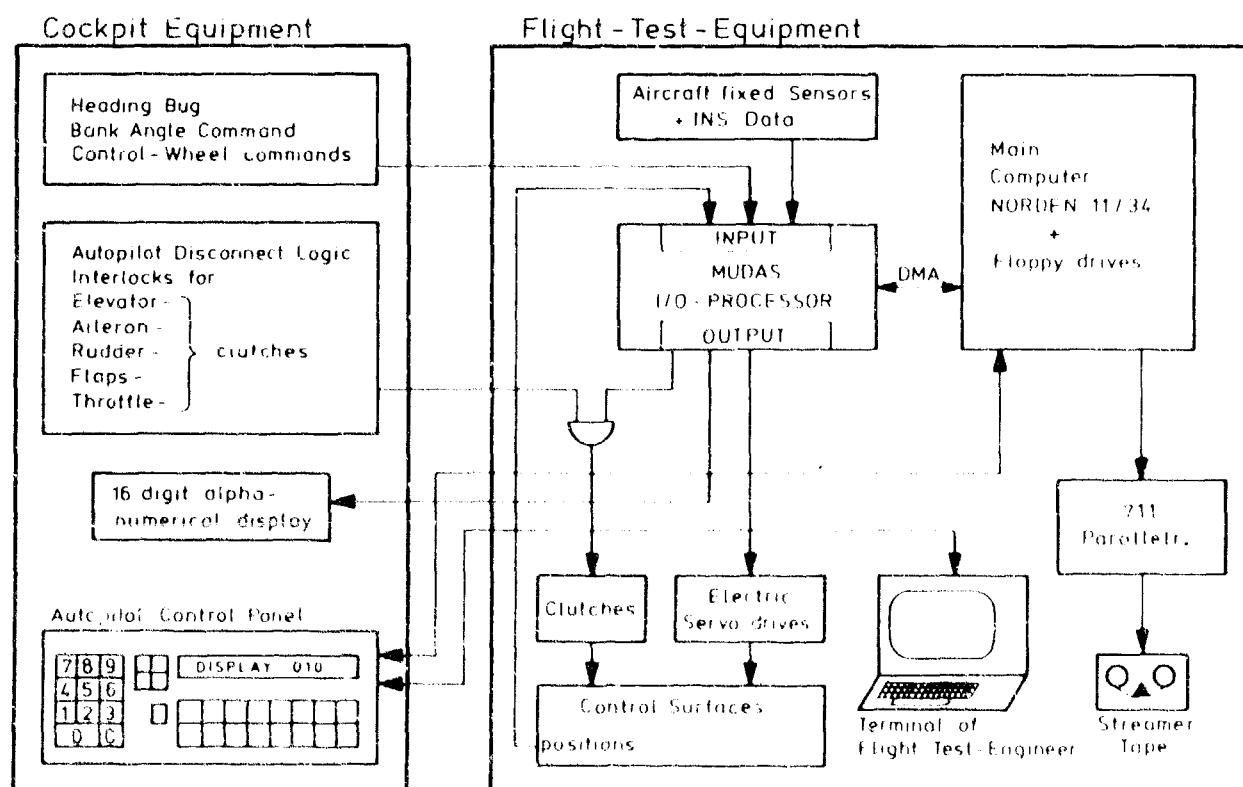 Cockpit Equipment
Heading Bug
Bank Angle Command
Control-Wheel commands
Autopilot Disconnect Logic
Interlocks for
Elevator-
Aileron-
Rudder-
Flaps-
Throttle-
clutches
16 digit alpha-
numerical display
Autopilot Control Panel
7 8 9
4 5 6
1 2 3
0 C
DISPLAY 010
Flight-Test-Equipment
Aircraft fixed Sensors
+ INS Data
INPUT
MUDAS
I/O-PROCESSOR
OUTPUT
DMA
Main
Computer
NORDEN 11/34
+
Floppy drives
Clutches
Electric
Servo drives
Control Surfaces
positions
Terminal of
Flight Test-Engineer
711
Parallelr.
Streamer
Tape